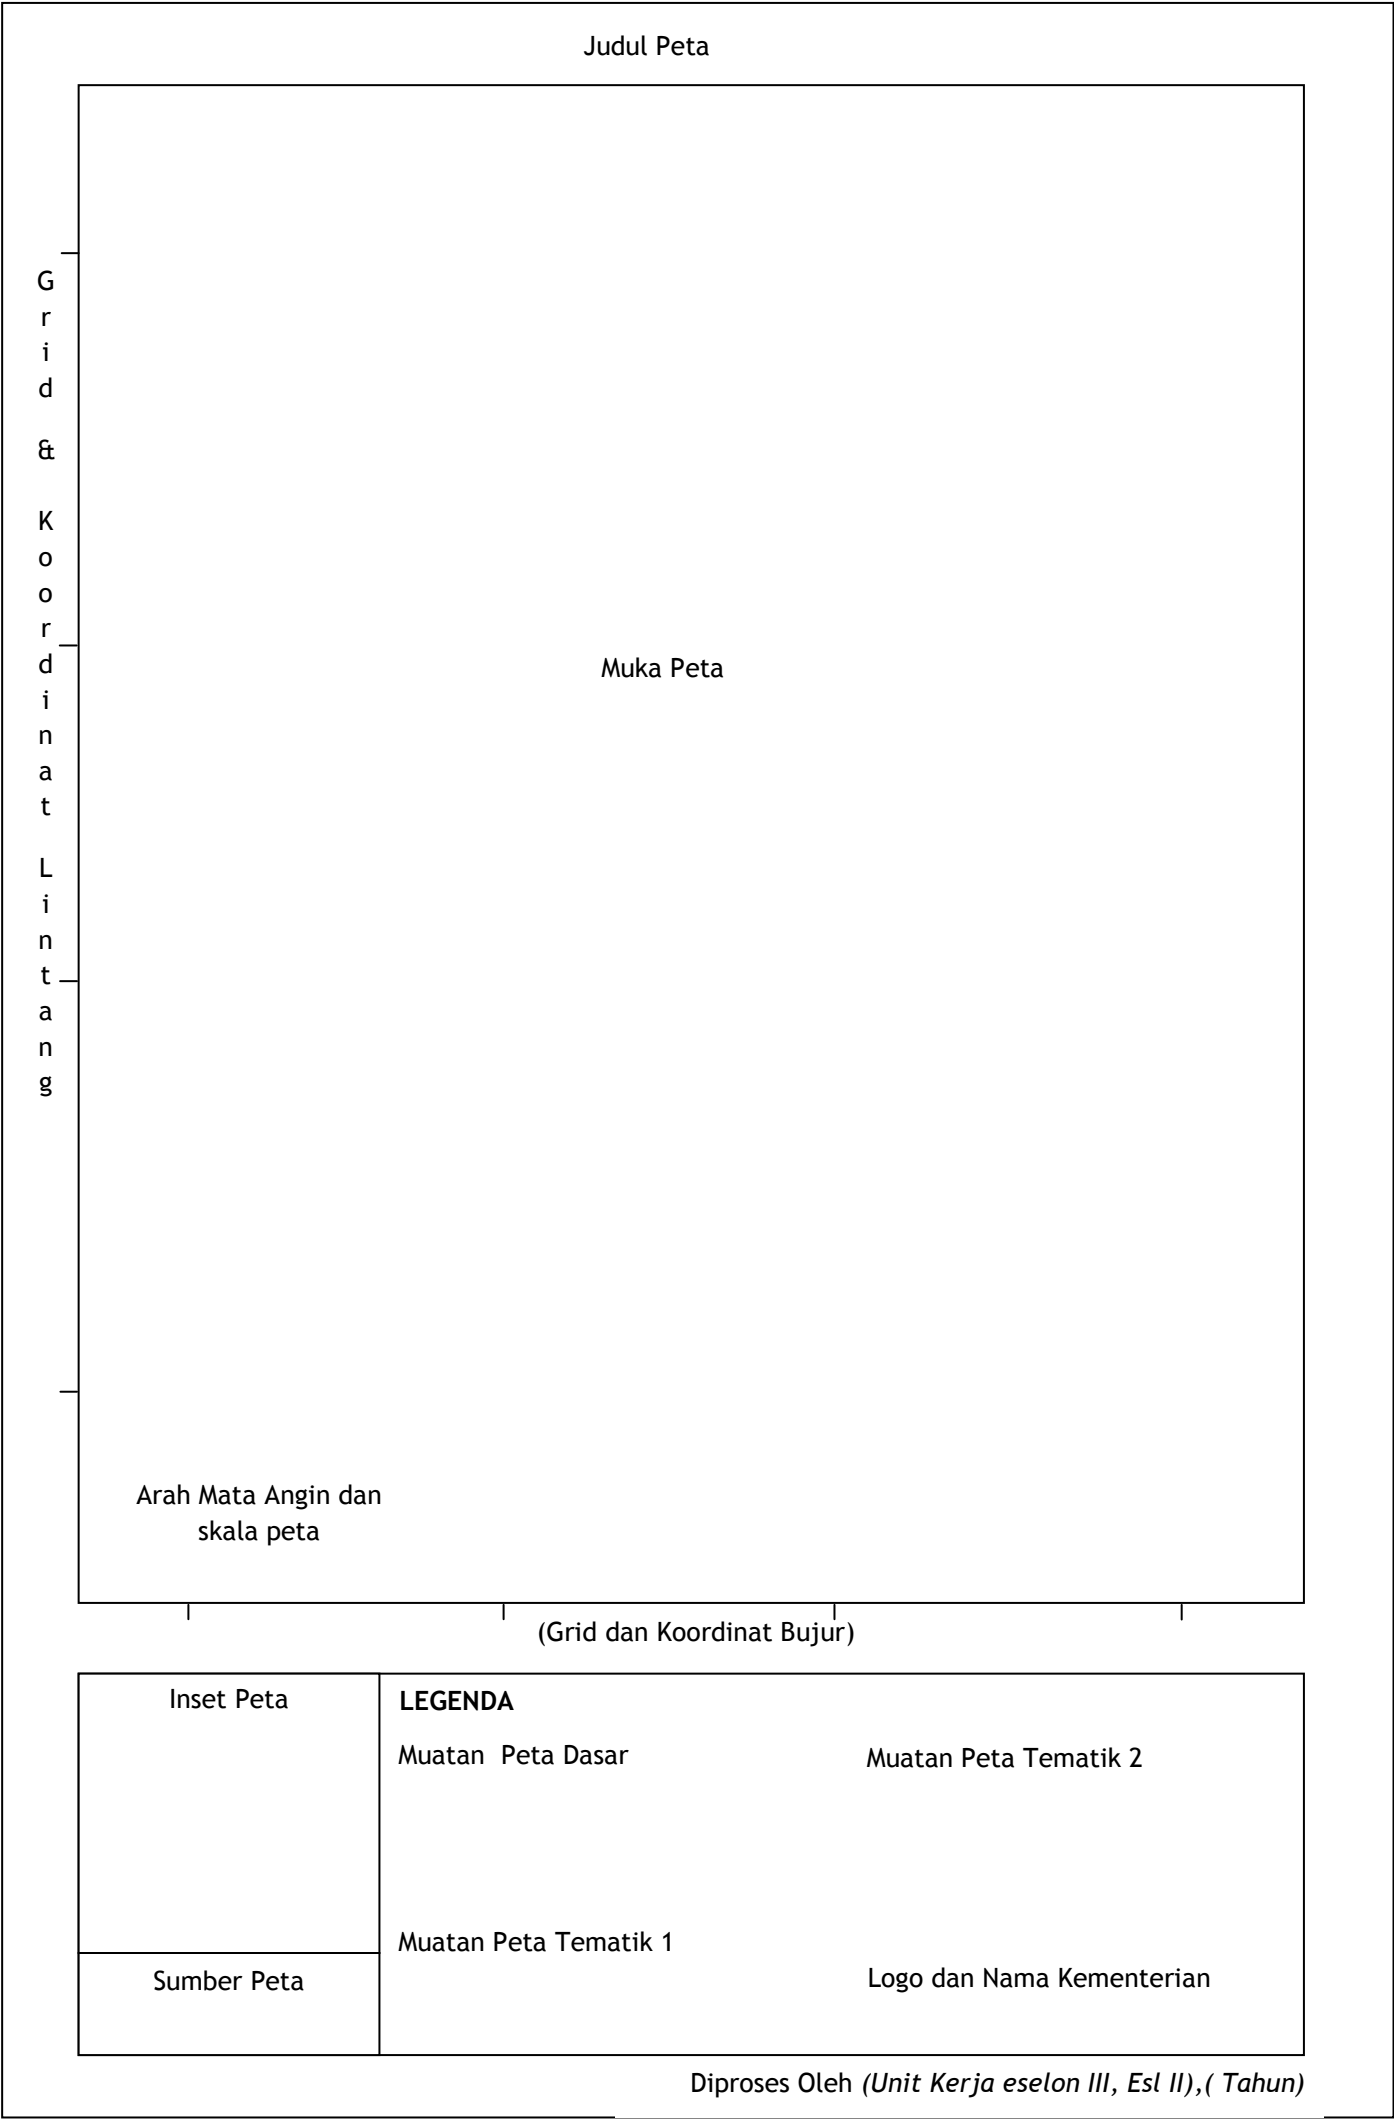 Judul Peta
Grid & Koordinat Lintang
Muka Peta
Arah Mata Angin dan
skala peta
(Grid dan Koordinat Bujur)
Inset Peta
LEGENDA
Muatan  Peta Dasar
Muatan Peta Tematik 2
Muatan Peta Tematik 1
Sumber Peta
Logo dan Nama Kementerian
Diproses Oleh (Unit Kerja eselon III, Esl II),( Tahun)